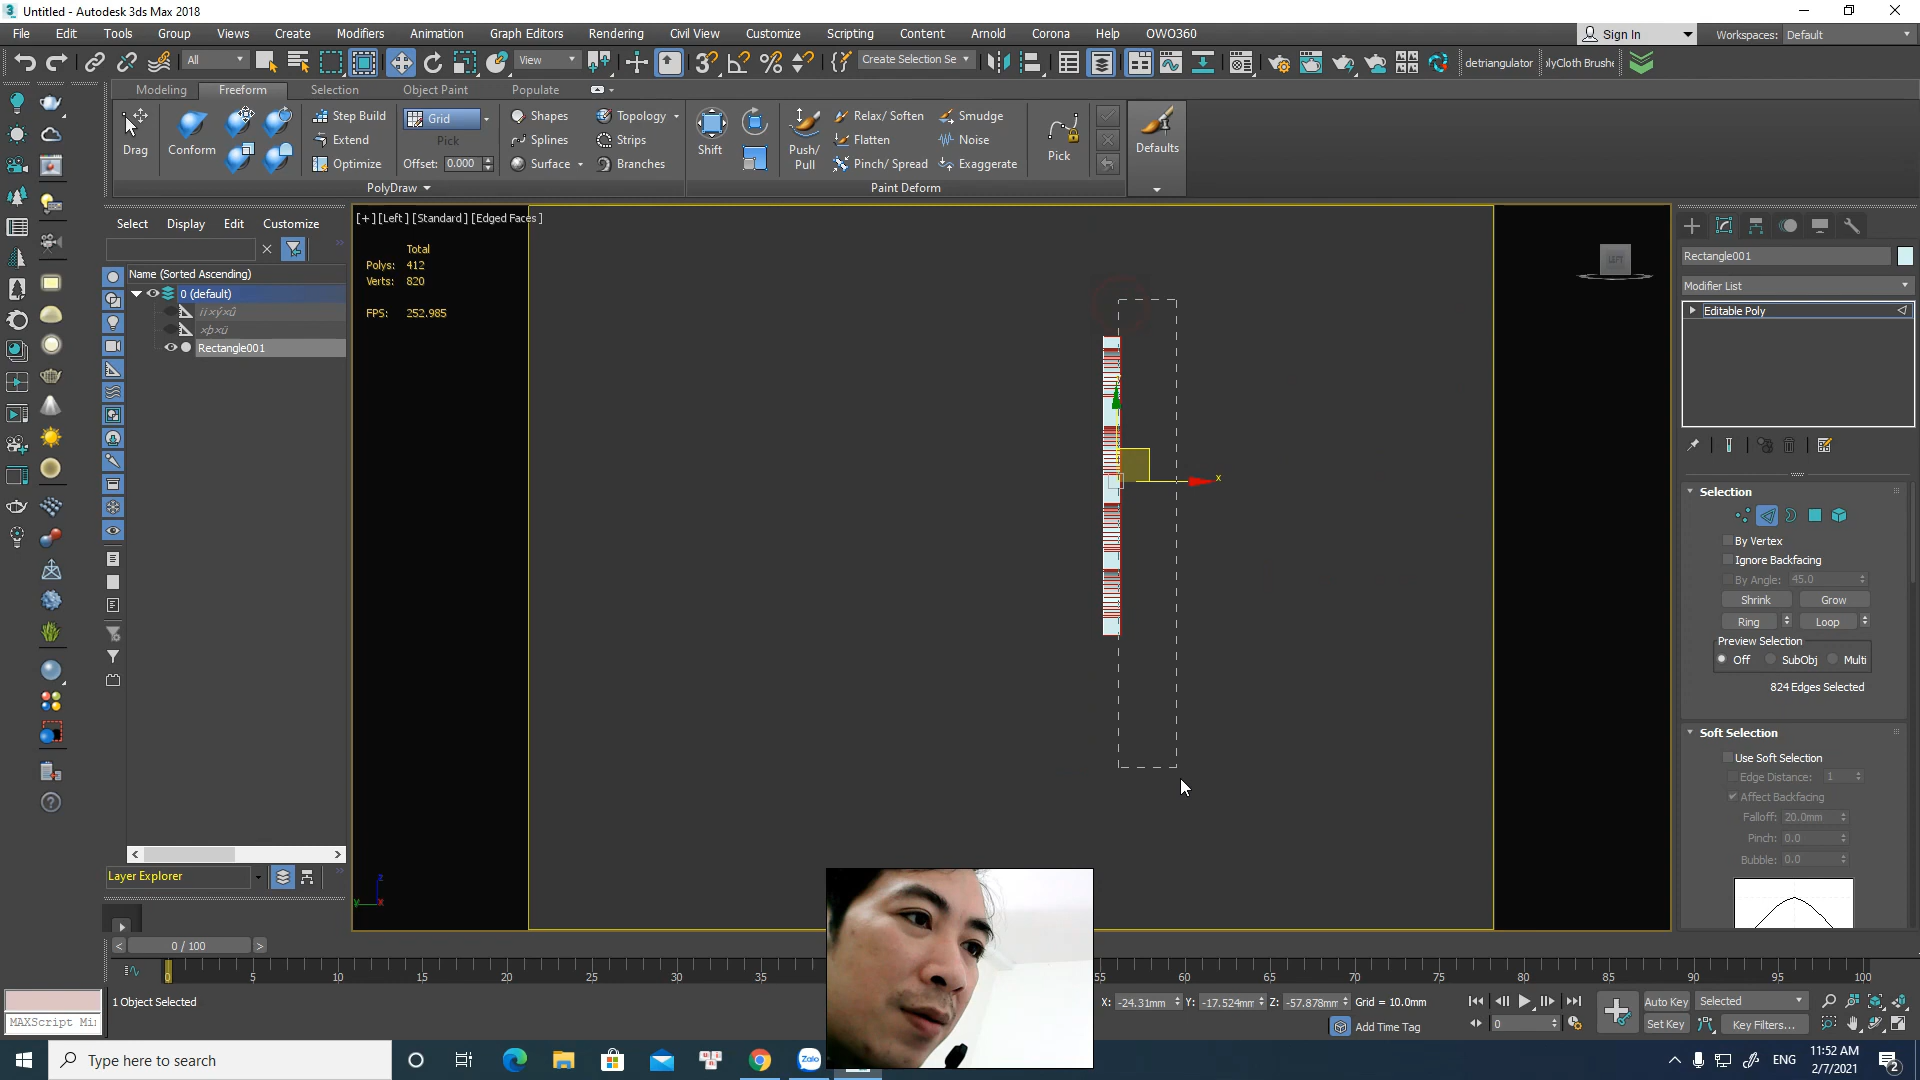 Untitled - Autodesk 3ds Max 2018
File Edit Tools Group Views Create Modifiers Animation Graph Editors Rendering Civil View Customize Scripting Content Arnold Corona Help OWO360
Sign In Workspaces: Default
All View Create Selection Se detriangulator olyCloth Brushe
Modeling Freeform Selection Object Paint Populate
Step Build Grid Shapes Topology Relax/ Soften Smudge
Drag Conform Extend Pick Splines Strips Shift Push/ Pull Flatten Noise Pick Defaults
Optimize Offset: 0.000 Surface Branches Pinch/ Spread Exaggerate
PolyDraw Paint Deform
Select Display Edit Customize
[+] [Left] [Standard] [Edged Faces]
Total
Polys: 412
Verts: 820
FPS: 252.985
LEFT
Name (Sorted Ascending)
0 (default)
Rectangle001
x
Rectangle001
Modifier List
Editable Poly
Selection
By Vertex
Ignore Backfacing
By Angle: 45.0
Shrink Grow
Ring Loop
Preview Selection
Off SubObj Multi
824 Edges Selected
Soft Selection
Use Soft Selection
Edge Distance: 1
Affect Backfacing
Falloff: 20.0mm
Pinch: 0.0
Bubble: 0.0
Layer Explorer
z
y x
0 / 100
0 5 10 15 20 25 30 35 55 60 65 70 75 80 85 90 95 100
1 Object Selected
MAXScript Mi
X: -24.31mm Y: -17.524mm Z: -57.878mm Grid = 10.0mm
Add Time Tag
Auto Key Selected
Set Key Key Filters...
0
Type here to search
Zalo
ENG
11:52 AM
2/7/2021
2